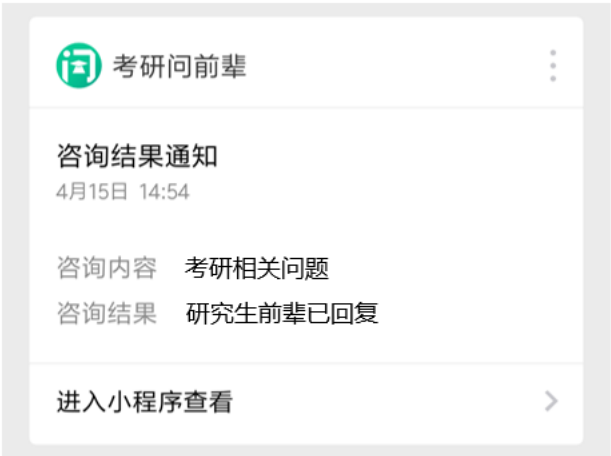 问
考研问前辈
咨询结果通知
4月15日 14:54
咨询内容 考研相关问题
咨询结果 研究生前辈已回复
进入小程序查看